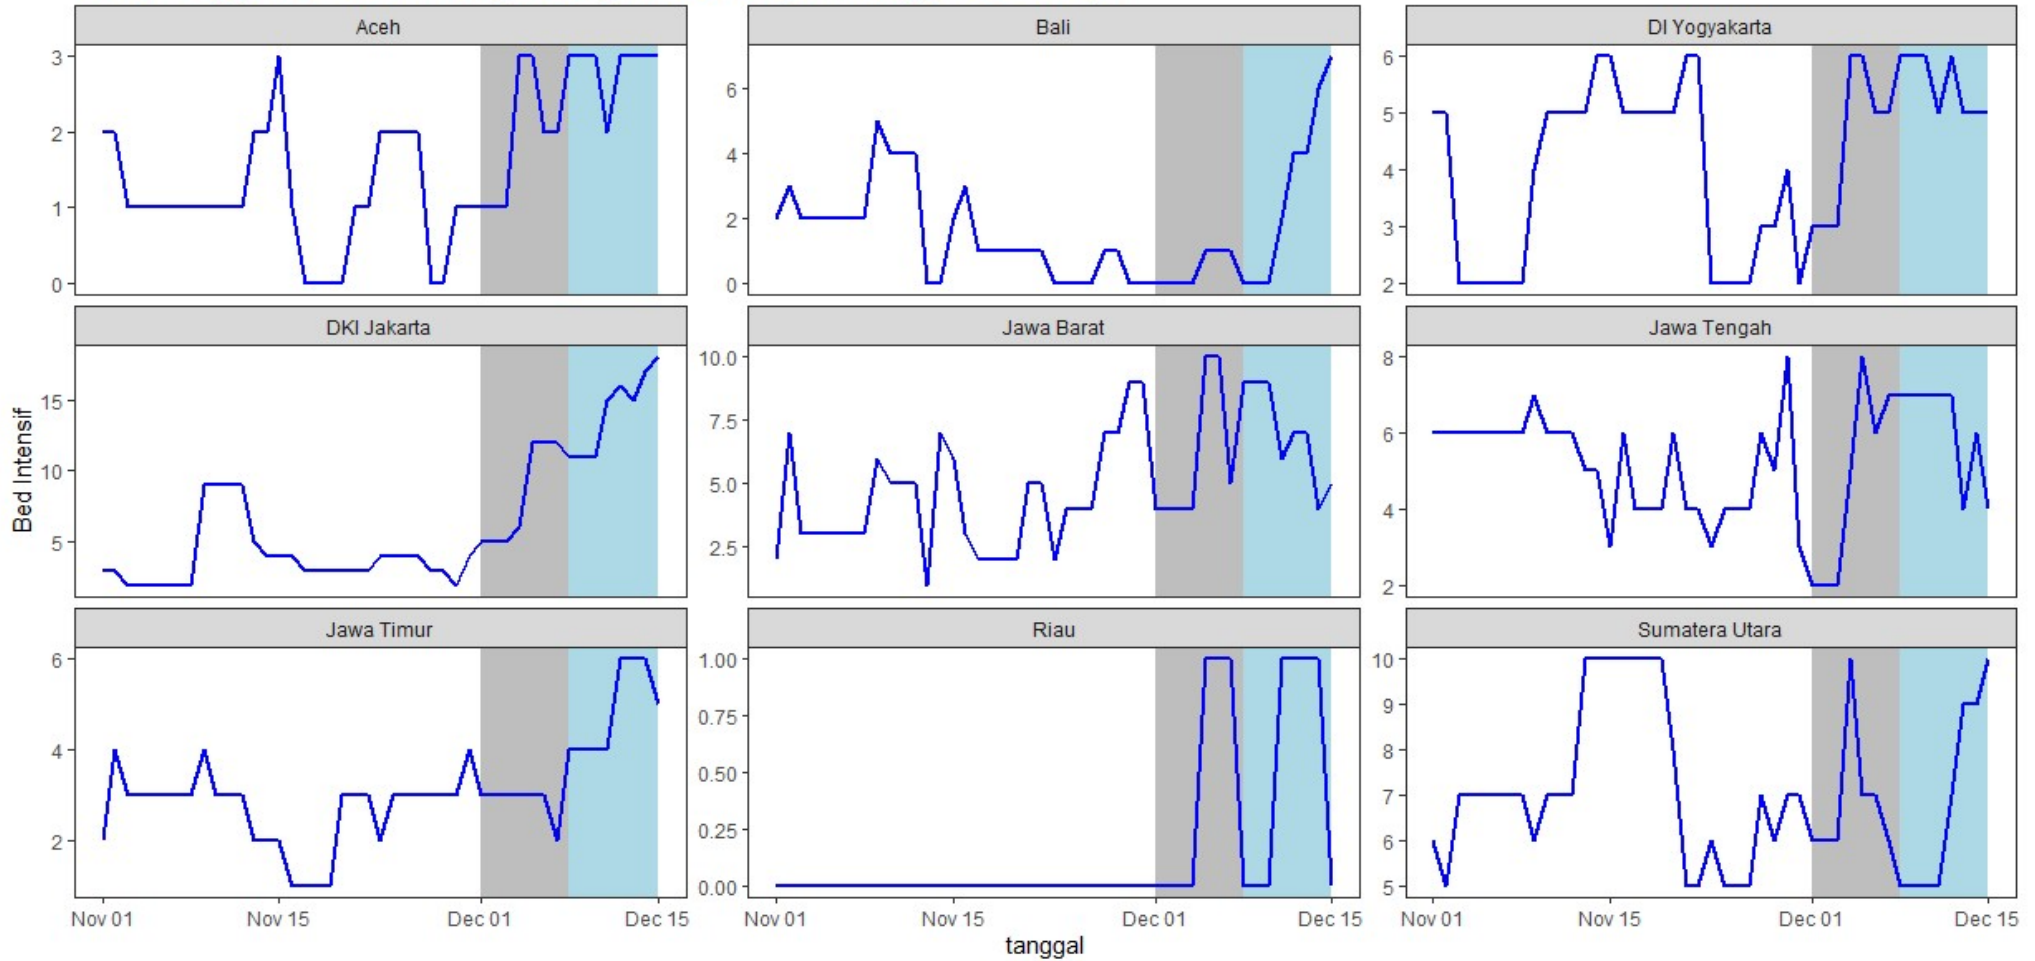 Aceh
Bali
DI Yogyakarta
3
2
1
0
6
4
2
0
6
5
4
3
2
DKI Jakarta
Jawa Barat
Jawa Tengah
15
10
5
10.0
7.5
5.0
2.5
8
6
4
2
Bed Intensif
Jawa Timur
Riau
Sumatera Utara
6
4
2
1.00
0.75
0.50
0.25
0.00
10
9
8
7
6
5
Nov 01 Nov 15 Dec 01 Dec 15
Nov 01 Nov 15 Dec 01 Dec 15
Nov 01 Nov 15 Dec 01 Dec 15
tanggal